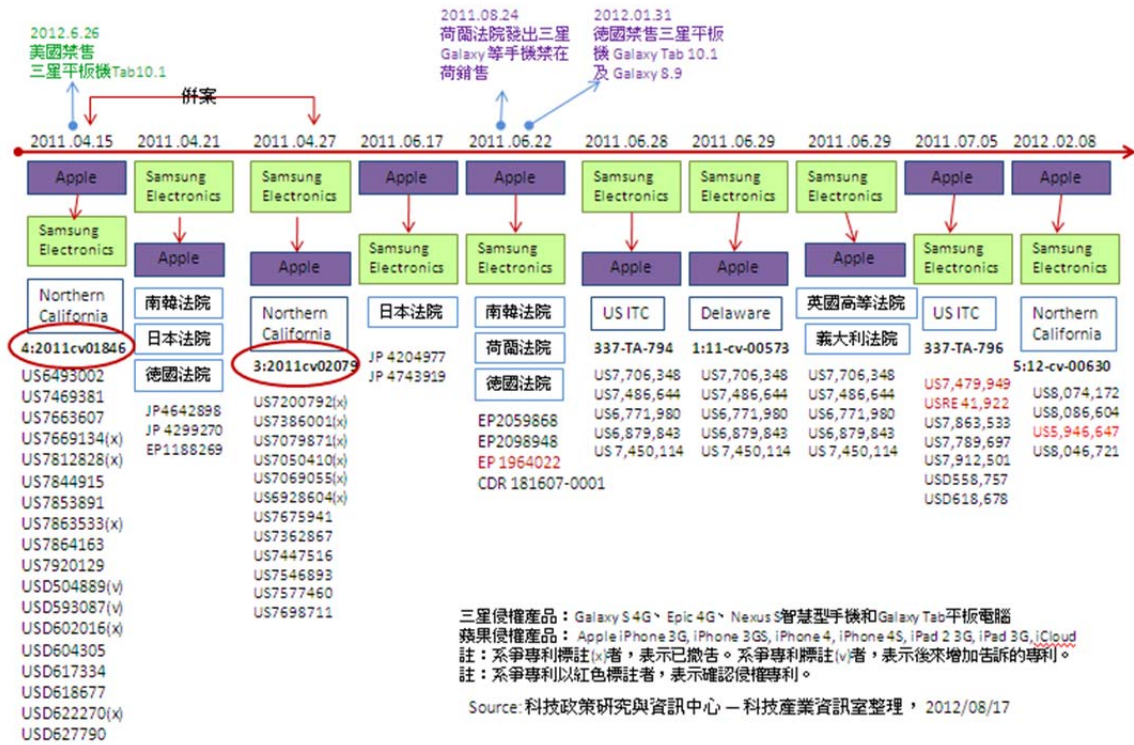 2012.6.26
美國禁售
三星平板機Tab10.1
2011.08.24
荷蘭法院發出三星
Galaxy 等手機禁在
荷銷售
2012.01.31
德國禁售三星平板
機 Galaxy Tab 10.1
及 Galaxy 8.9
併案
2011.04.15
2011.04.21
2011.04.27
2011.06.17
2011.06.22
2011.06.28
2011.06.29
2011.06.29
2011.07.05
2012.02.08
Apple
Samsung
Electronics
Northern
California
4:2011cv01846
US6493002
US7469381
US7663607
US7669134(x)
US7812828(x)
US7844915
US7853891
US7863533(x)
US7864163
US7920129
USD504889(v)
USD593087(v)
USD602016(x)
USD604305
USD617334
USD618677
USD622270(x)
USD627790
Samsung
Electronics
Apple
南韓法院
日本法院
德國法院
JP4642898
JP 4299270
EP1188269
Samsung
Electronics
Apple
Northern
California
3:2011cv02079
US7200792(x)
US7386001(x)
US7079871(x)
US7050410(x)
US7069055(x)
US6928604(x)
US7675941
US7362867
US7447516
US7546893
US7577460
US7698711
Apple
Samsung
Electronics
日本法院
JP 4204977
JP 4743919
Apple
Samsung
Electronics
南韓法院
荷蘭法院
德國法院
EP2059868
EP2098948
EP 1964022
CDR 181607-0001
Samsung
Electronics
Apple
US ITC
337-TA-794
US7,706,348
US7,486,644
US6,771,980
US6,879,843
US 7,450,114
Samsung
Electronics
Apple
Delaware
1:11-cv-00573
US7,706,348
US7,486,644
US6,771,980
US6,879,843
US 7,450,114
Samsung
Electronics
Apple
英國高等法院
義大利法院
US7,706,348
US7,486,644
US6,771,980
US6,879,843
US 7,450,114
Apple
Samsung
Electronics
US ITC
337-TA-796
US7,479,949
USRE 41,922
US7,863,533
US7,789,697
US7,912,501
USD558,757
USD618,678
Apple
Samsung
Electronics
Northern
California
5:12-cv-00630
US8,074,172
US8,086,604
US5,946,647
US8,046,721
三星侵權產品：Galaxy S 4G、Epic 4G、Nexus S智慧型手機和Galaxy Tab平板電腦
蘋果侵權產品： Apple iPhone 3G, iPhone 3GS, iPhone 4, iPhone 4S, iPad 2 3G, iPad 3G, iCloud
註：系爭專利標註(x)者，表示已撤告。系爭專利標註(v)者，表示後來增加告訴的專利。
註：系爭專利以紅色標註者，表示確認侵權專利。
Source: 科技政策研究與資訊中心 — 科技產業資訊室整理， 2012/08/17